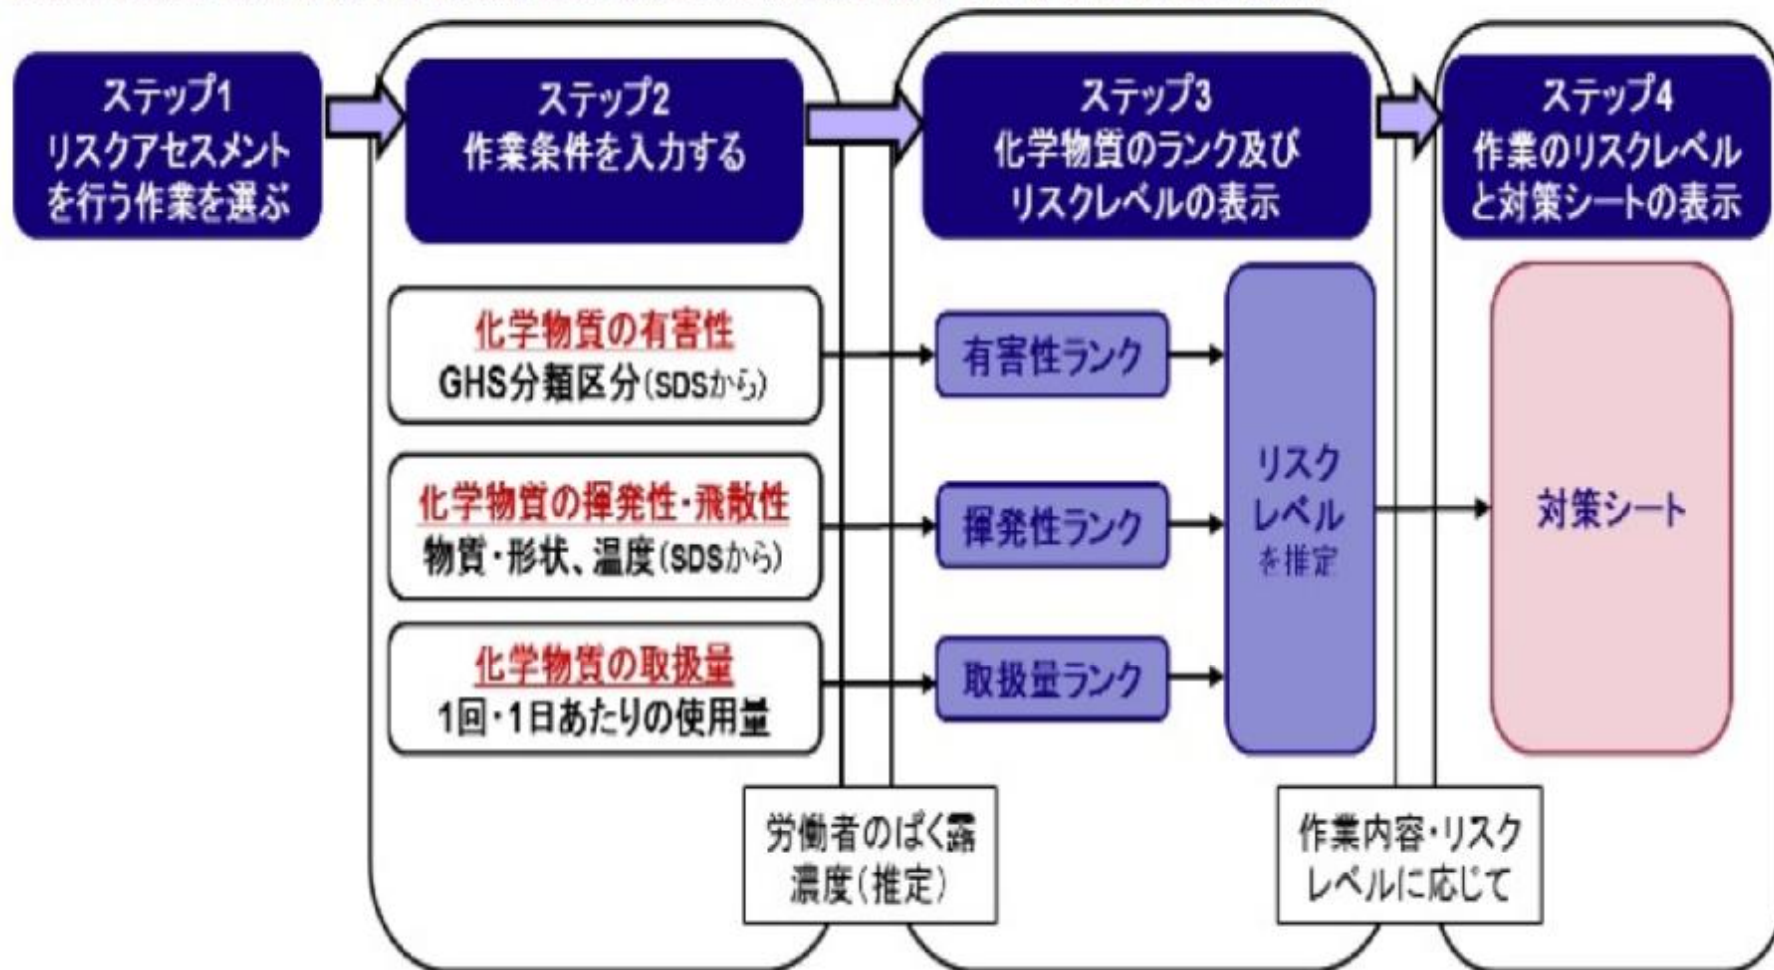 ステップ1
リスクアセスメント
を行う作業を選ぶ
ステップ2
作業条件を入力する
ステップ3
化学物質のランク及び
リスクレベルの表示
ステップ4
作業のリスクレベル
と対策シートの表示
化学物質の有害性
GHS分類区分(SDSから)
有害性ランク
化学物質の揮発性・飛散性
物質・形状、温度(SDSから)
揮発性ランク
化学物質の取扱量
1回・1日あたりの使用量
取扱量ランク
リスク
レベル
を推定
対策シート
労働者のばく露
濃度(推定)
作業内容・リスク
レベルに応じて